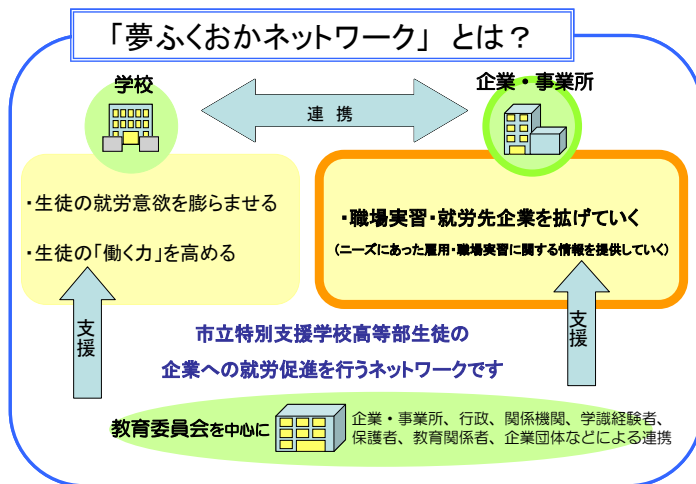 「夢ふくおかネットワーク」 とは？
学校
企業・事業所
連 携
・生徒の就労意欲を膨らませる
・生徒の「働く力」を高める
・職場実習・就労先企業を拡げていく
（ニーズにあった雇用・職場実習に関する情報を提供していく）
支援
支援
市立特別支援学校高等部生徒の
企業への就労促進を行うネットワークです
教育委員会を中心に
企業・事業所、行政、関係機関、学識経験者、
保護者、教育関係者、企業団体などによる連携